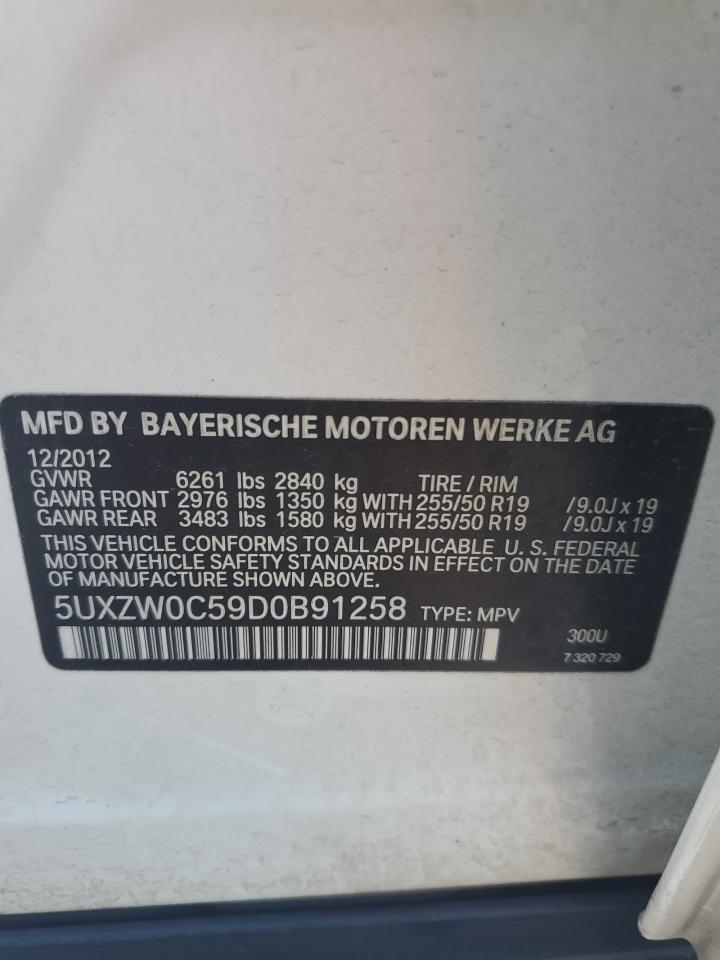 MFD BY BAYERISCHE MOTOREN WERKE AG
12/2012
GVWR 6261 lbs 2840 kg TIRE / RIM
GAWR FRONT 2976 lbs 1350 kg WITH 255/50 R19 /9.0J x 19
GAWR REAR 3483 lbs 1580 kg WITH 255/50 R19 /9.0J x 19
THIS VEHICLE CONFORMS TO ALL APPLICABLE U. S. FEDERAL
MOTOR VEHICLE SAFETY STANDARDS IN EFFECT ON THE DATE
OF MANUFACTURE SHOWN ABOVE.
5UXZW0C59D0B91258 TYPE: MPV
300U
7 320 729